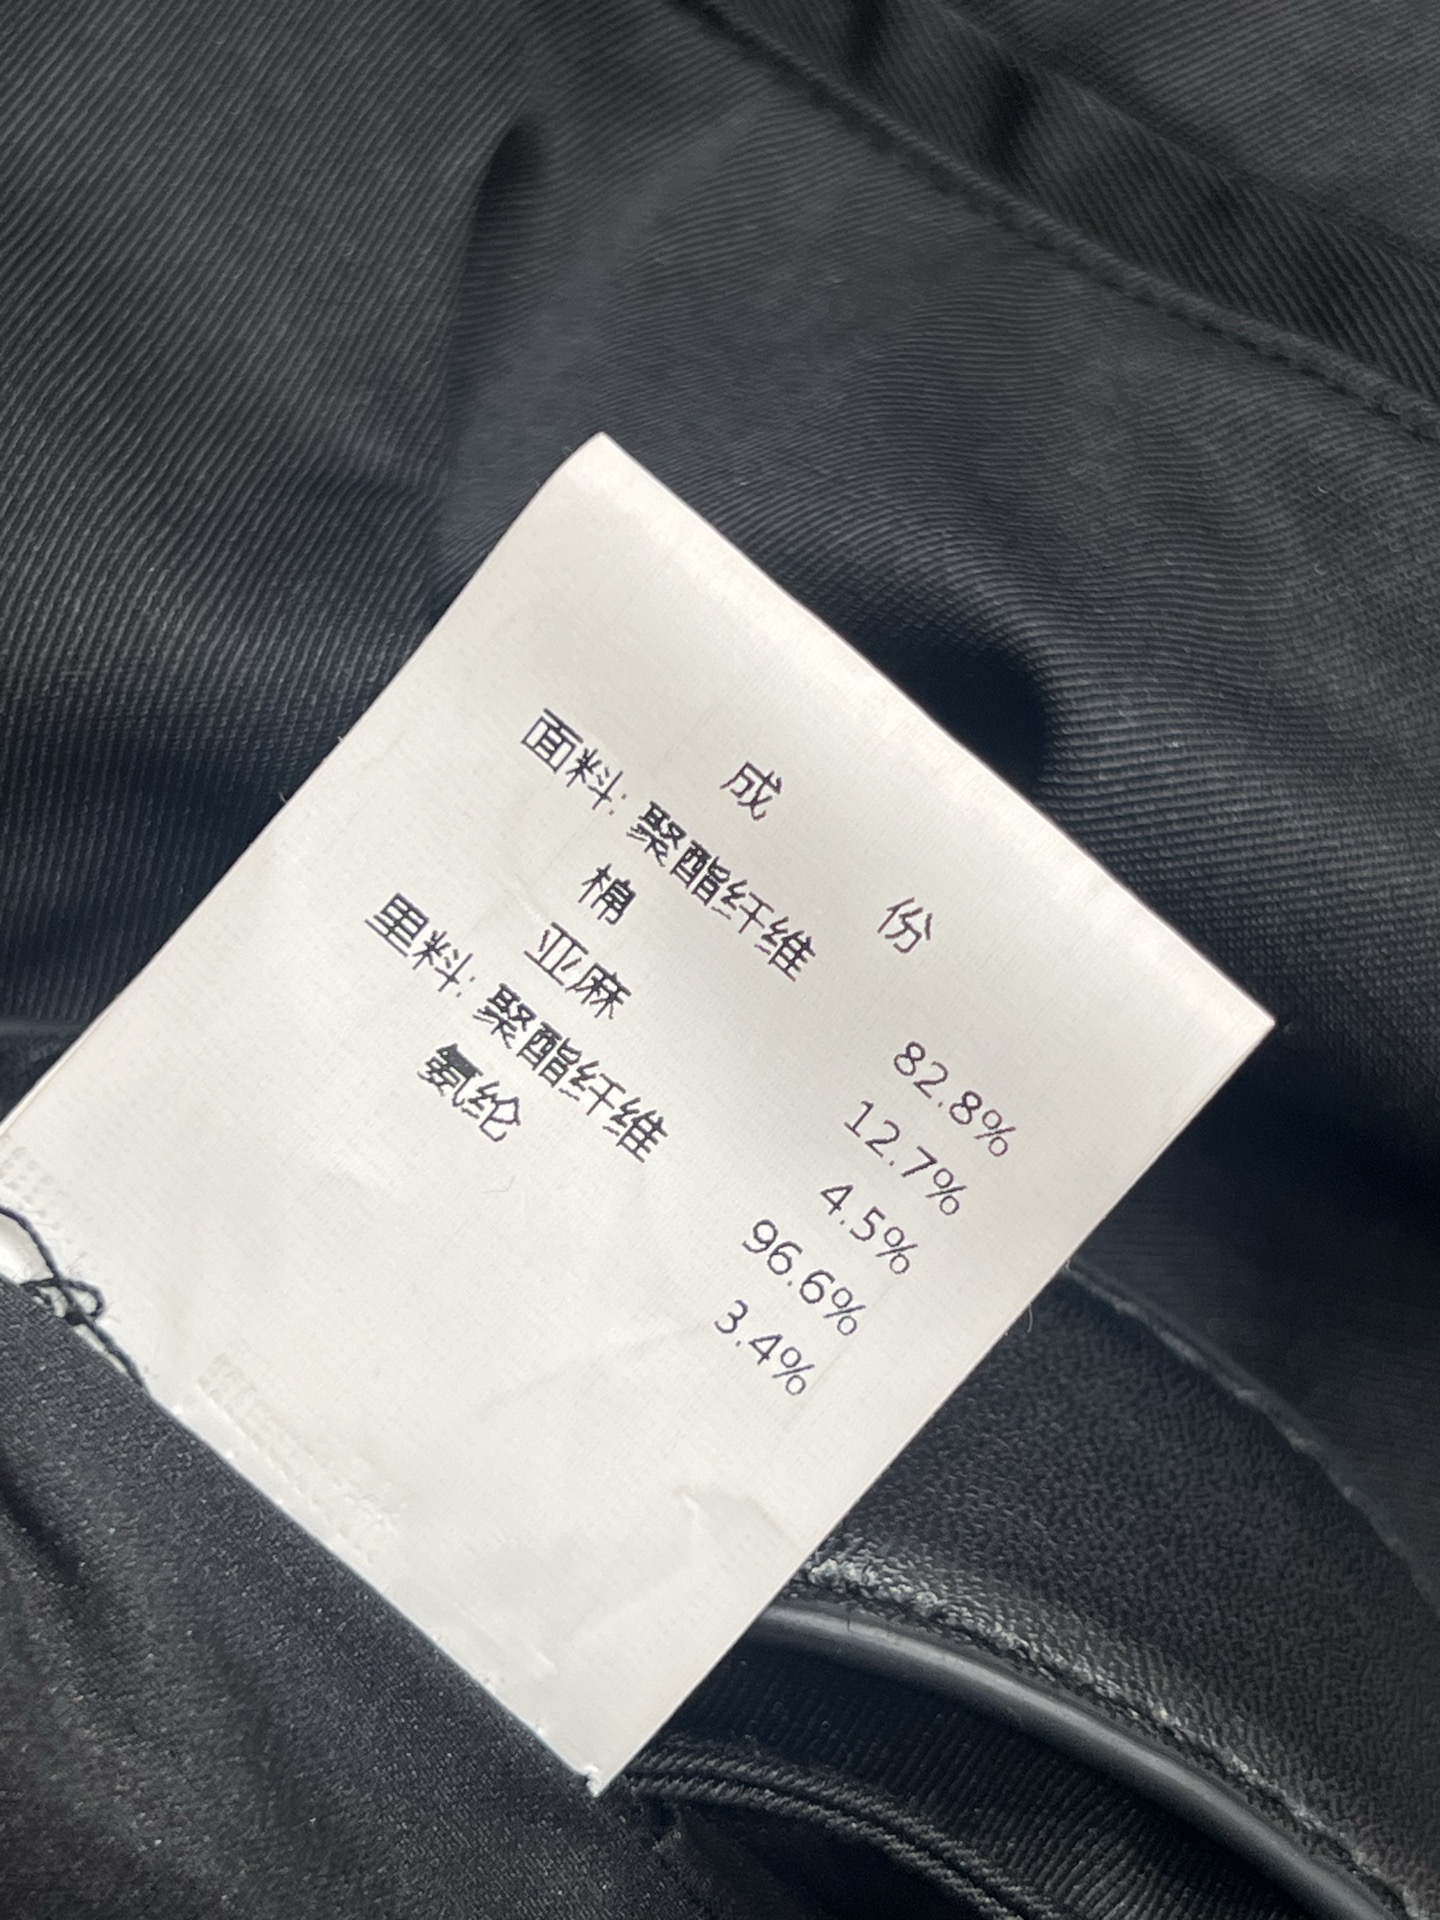 成 份
面料: 聚酯纤维 82.8%
棉 12.7%
亚麻 4.5%
里料: 聚酯纤维 96.6%
氨纶 3.4%